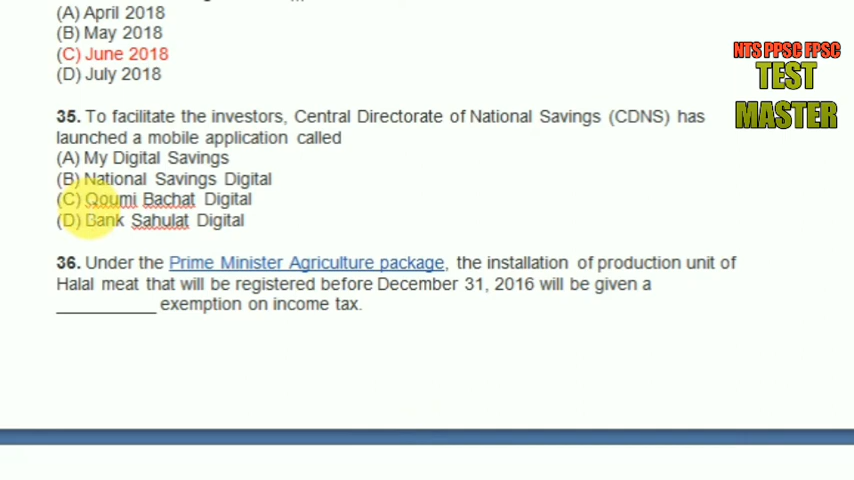 (A) April 2018
(B) May 2018
(C) June 2018
(D) July 2018
NTS PPSC FPSC
TEST
MASTER
35. To facilitate the investors, Central Directorate of National Savings (CDNS) has
launched a mobile application called
(A) My Digital Savings
(B) National Savings Digital
(C) Qoumi Bachat Digital
(D) Bank Sahulat Digital
36. Under the Prime Minister Agriculture package, the installation of production unit of
Halal meat that will be registered before December 31, 2016 will be given a
__________ exemption on income tax.